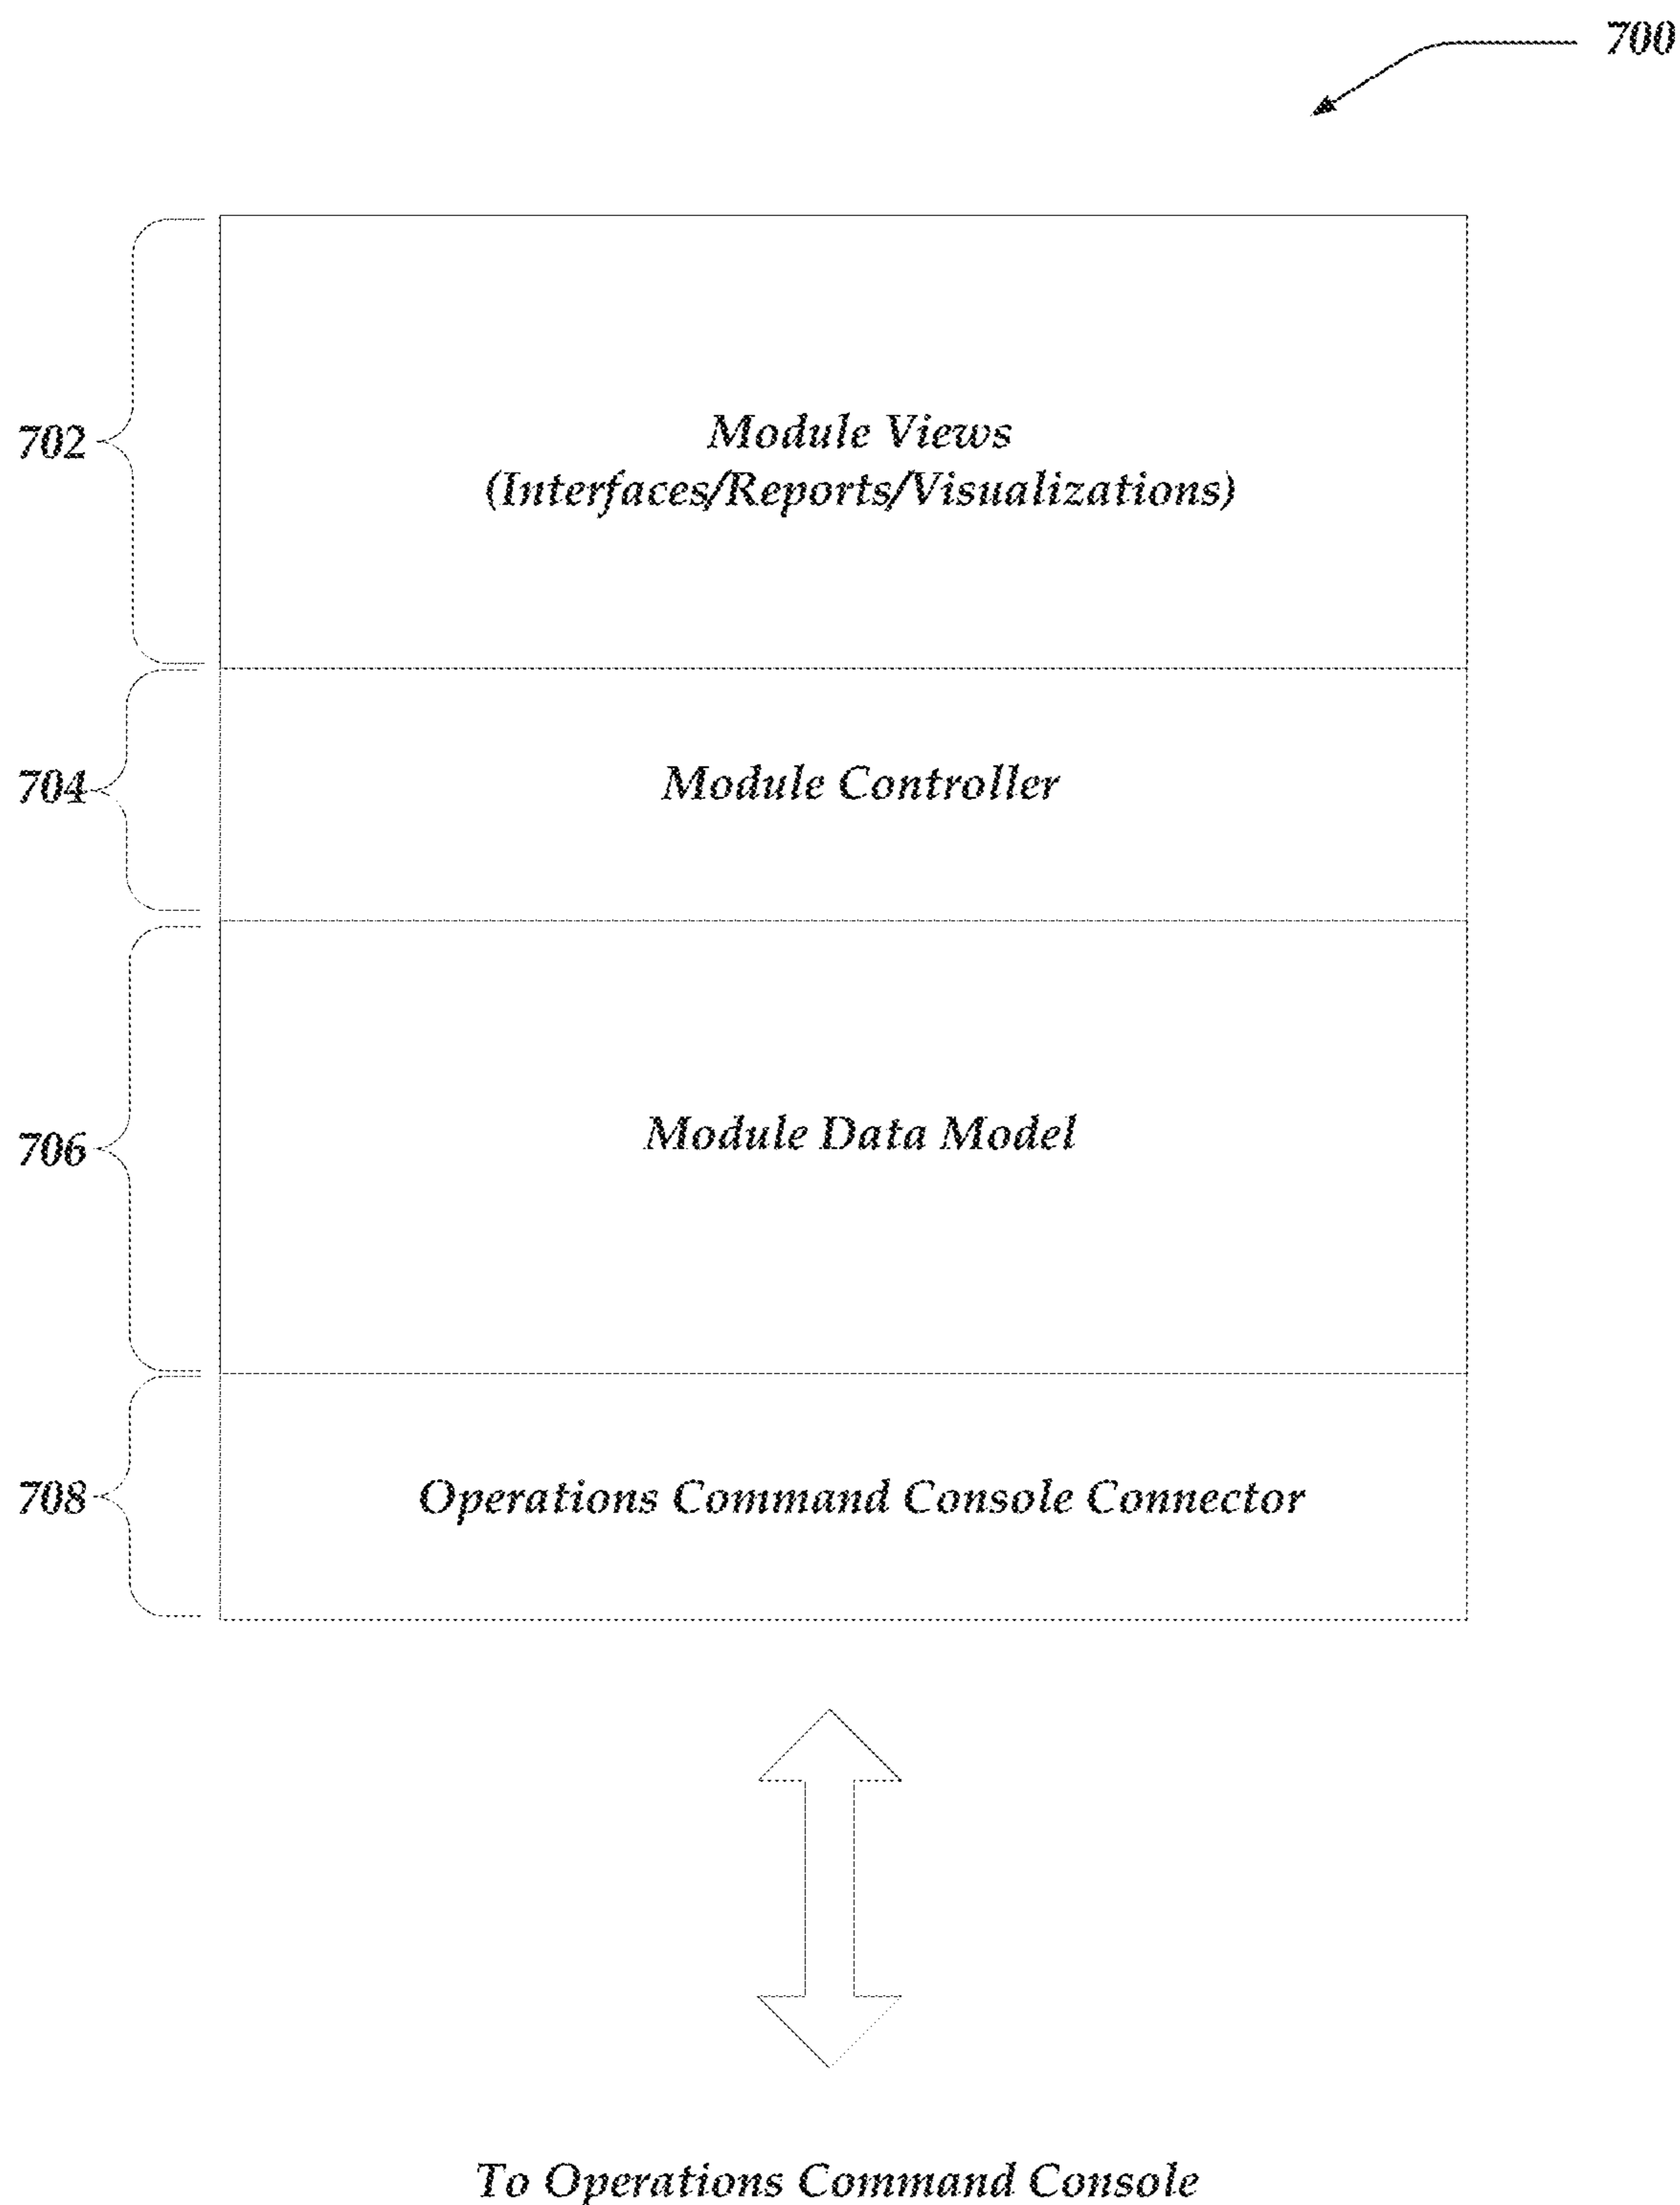 700
702
Module Views
(Interfaces/Reports/Visualizations)
704
Module Controller
706
Module Data Model
708
Operations Command Console Connector
To Operations Command Console